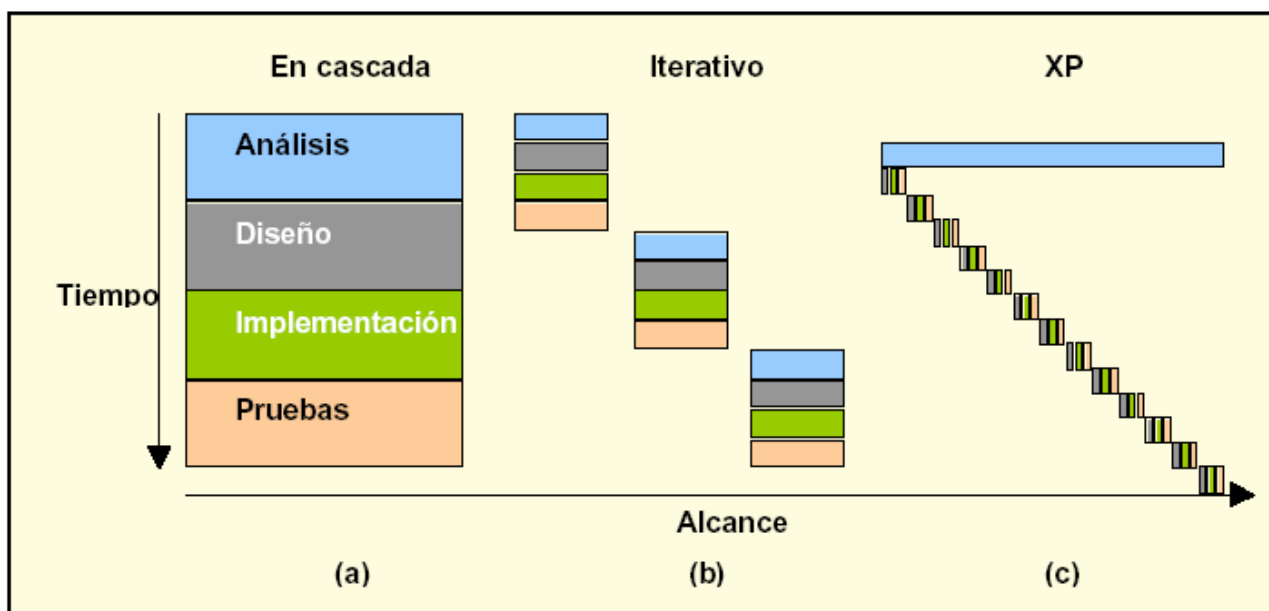 En cascada
Iterativo
XP
Análisis
Diseño
Tiempo
Implementación
Pruebas
Alcance
(a)
(b)
(c)